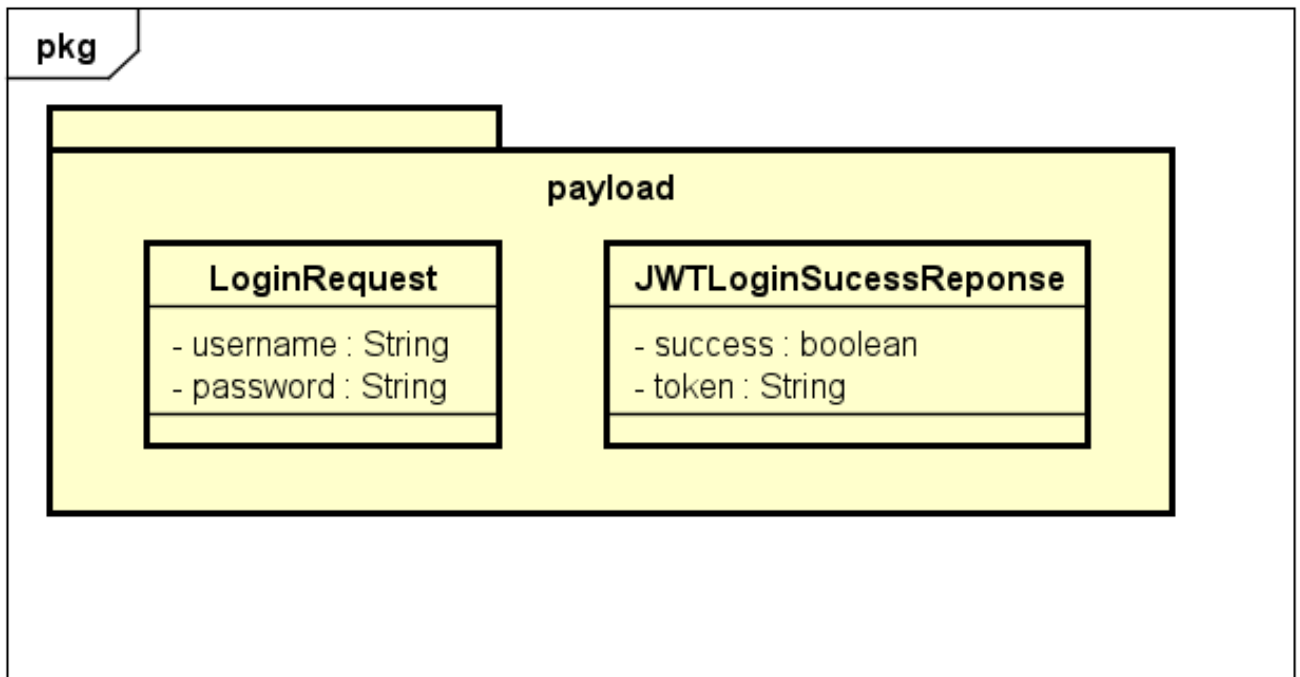 pkg
payload
LoginRequest
- username : String
- password : String
JWTLoginSucessReponse
- success : boolean
- token : String